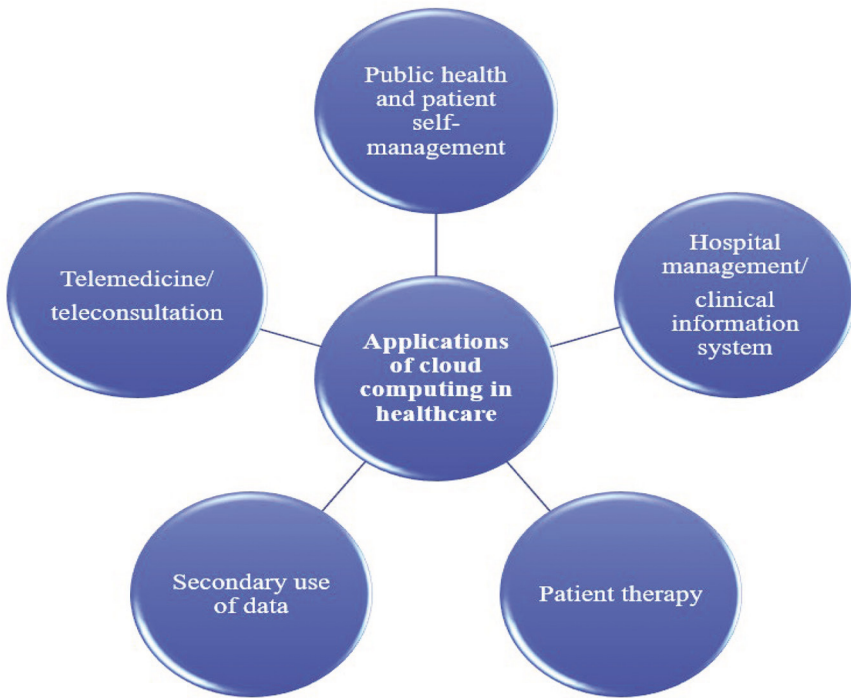 Public health
and patient
self-
management
Telemedicine/
teleconsultation
Hospital
management/
clinical
information
system
Applications
of cloud
computing in
healthcare
Secondary use
of data
Patient therapy